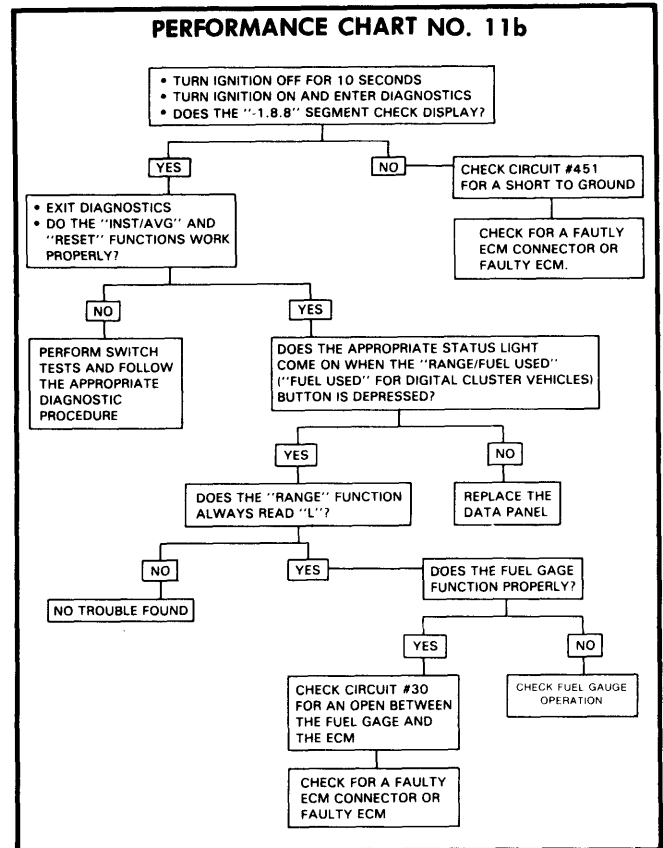 PERFORMANCE CHART NO. 11b
• TURN IGNITION OFF FOR 10 SECONDS
• TURN IGNITION ON AND ENTER DIAGNOSTICS
• DOES THE "-1.8.8" SEGMENT CHECK DISPLAY?
YES
NO
CHECK CIRCUIT #451
FOR A SHORT TO GROUND
CHECK FOR A FAUTLY
ECM CONNECTOR OR
FAULTY ECM.
• EXIT DIAGNOSTICS
• DO THE "INST/AVG" AND
"RESET" FUNCTIONS WORK
PROPERLY?
NO
YES
PERFORM SWITCH
TESTS AND FOLLOW
THE APPROPRIATE
DIAGNOSTIC
PROCEDURE
DOES THE APPROPRIATE STATUS LIGHT
COME ON WHEN THE "RANGE/FUEL USED"
("FUEL USED" FOR DIGITAL CLUSTER VEHICLES)
BUTTON IS DEPRESSED?
YES
NO
DOES THE "RANGE" FUNCTION
ALWAYS READ "L"?
REPLACE THE
DATA PANEL
NO
YES
DOES THE FUEL GAGE
FUNCTION PROPERLY?
NO TROUBLE FOUND
YES
NO
CHECK CIRCUIT #30
FOR AN OPEN BETWEEN
THE FUEL GAGE AND
THE ECM
CHECK FUEL GAUGE
OPERATION
CHECK FOR A FAULTY
ECM CONNECTOR OR
FAULTY ECM